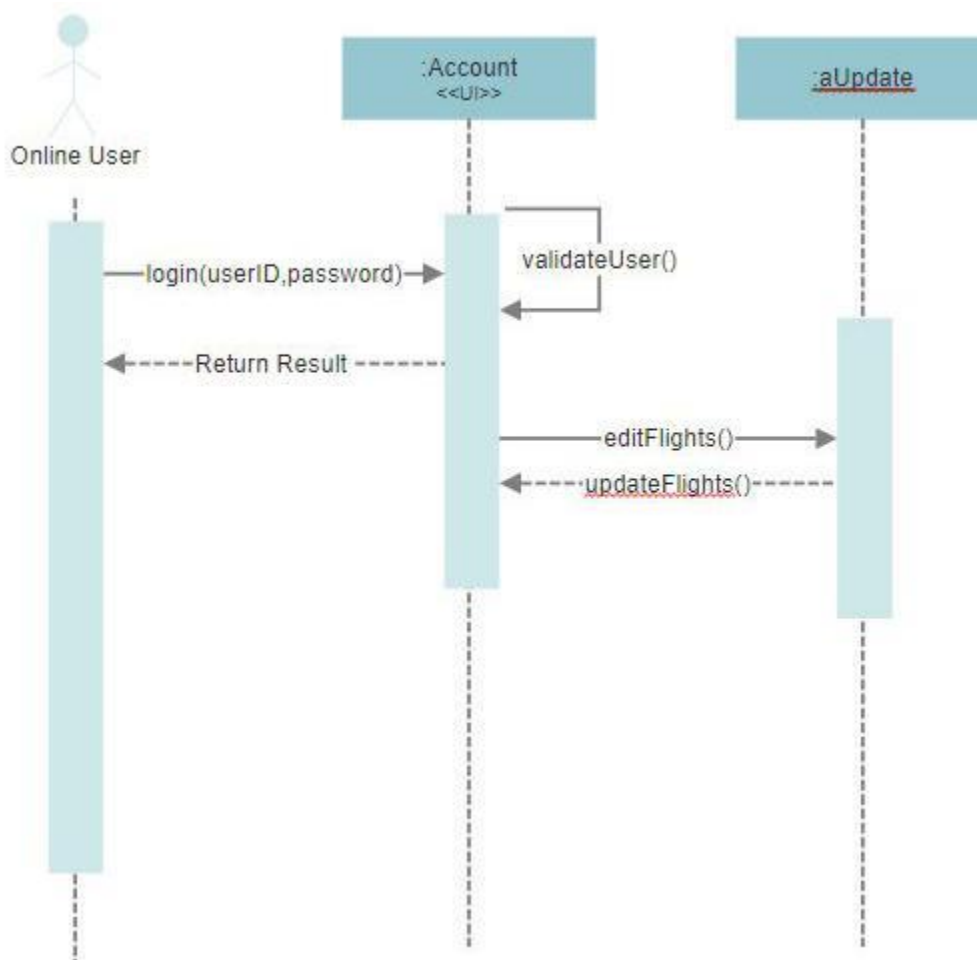 :Account
<<UI>>
:aUpdate
Online User
validateUser()
login(userID,password)
Return Result
editFlights()
updateFlights()